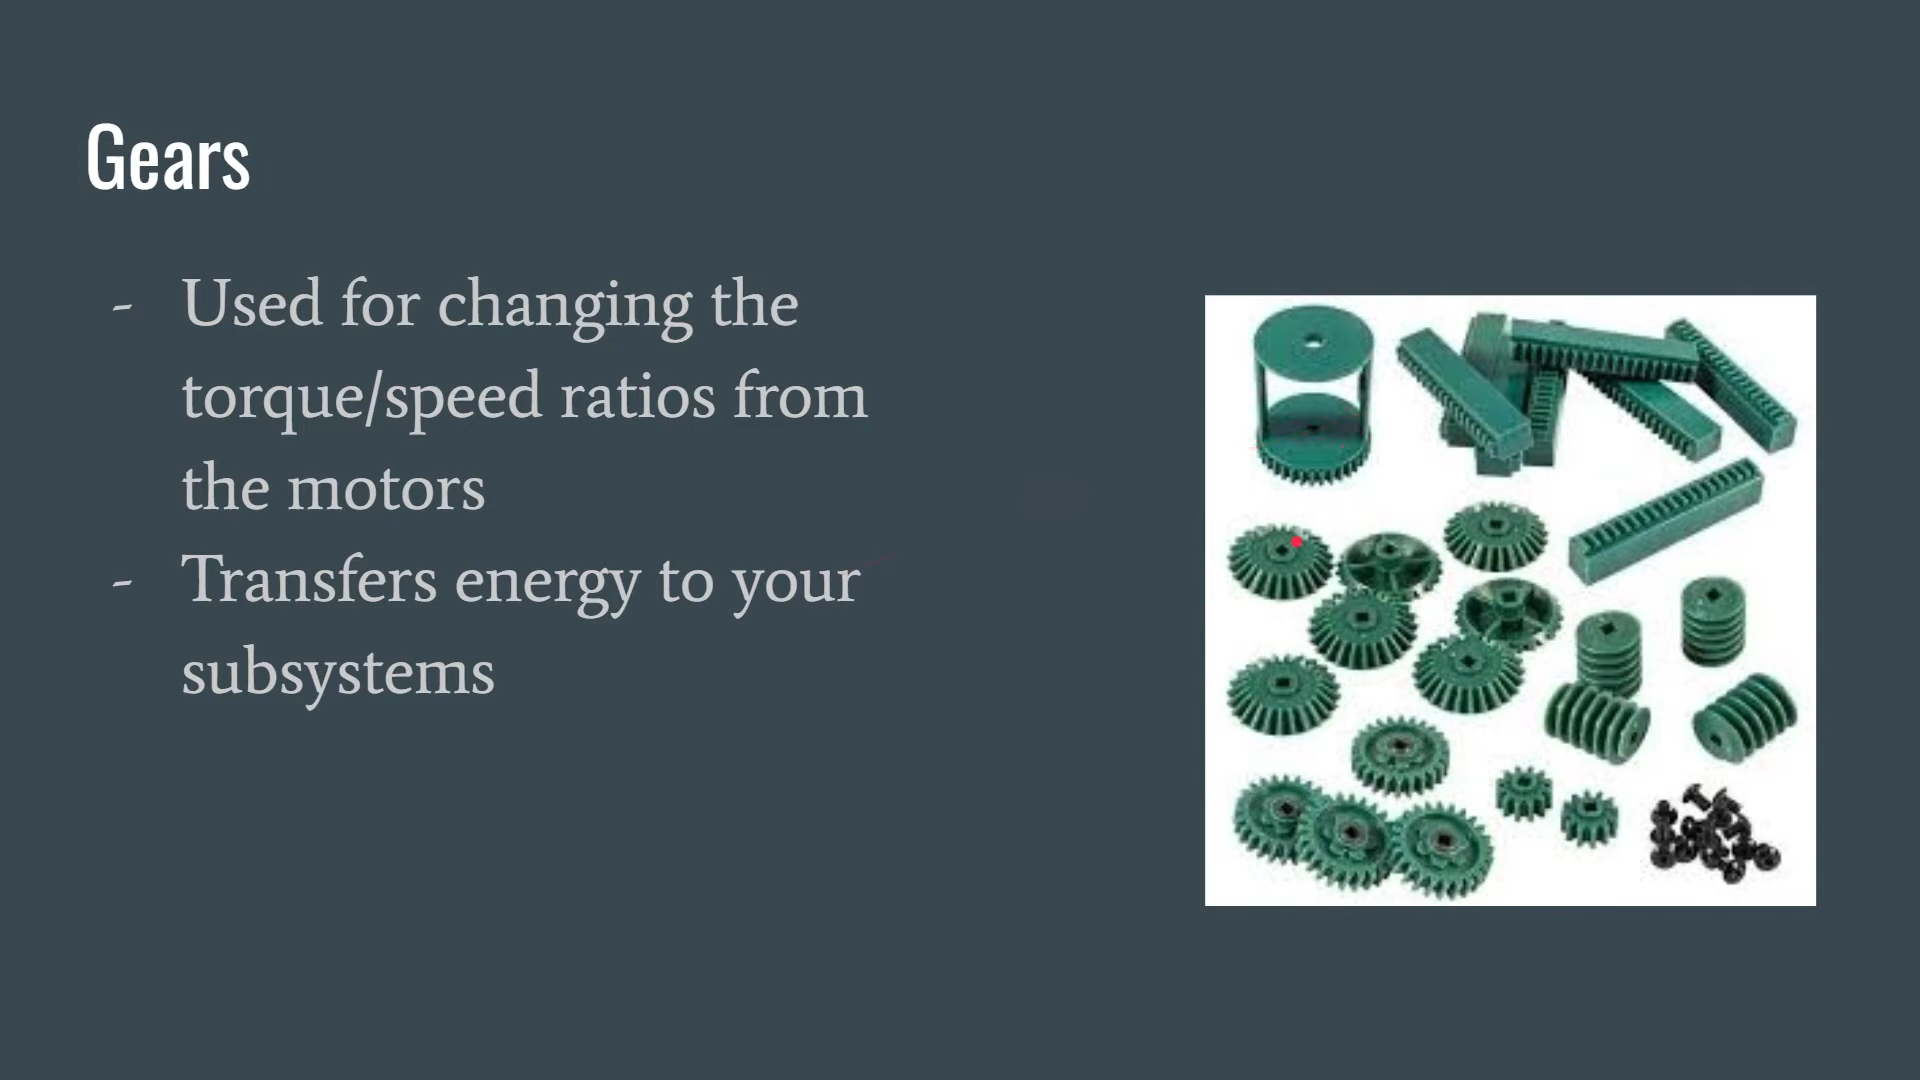 Gears
- Used for changing the
torque/speed ratios from
the motors
- Transfers energy to your
subsystems